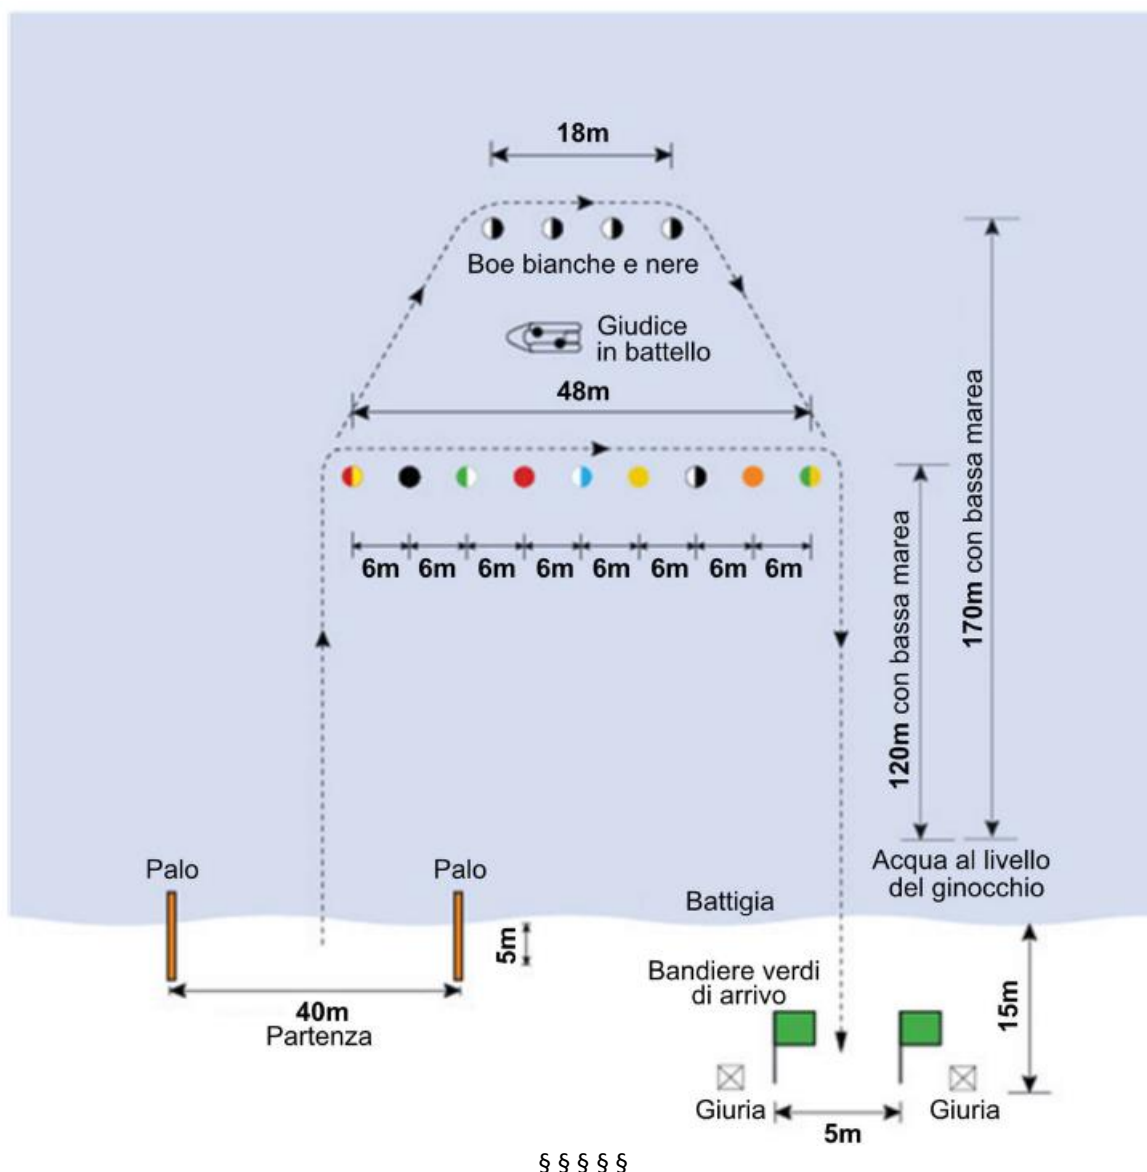 18m
Boe bianche e nere
Giudice
in battello
48m
6m 6m 6m 6m 6m 6m 6m 6m
120m con bassa marea
170m con bassa marea
Acqua al livello
del ginocchio
Palo
Palo
Battigia
5m
40m
Partenza
Bandiere verdi
di arrivo
15m
Giuria
Giuria
5m
§ § § § §